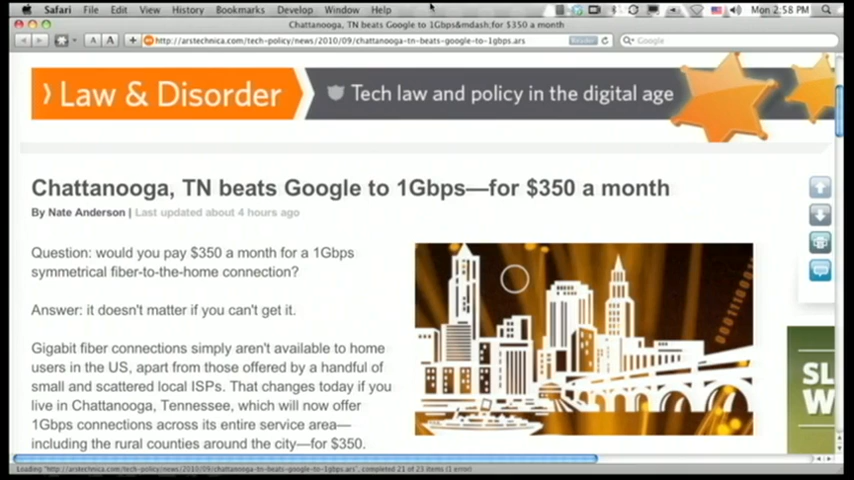 Safari File Edit View History Bookmarks Develop Window Help Mon 2:58 PM
Chattanooga, TN beats Google to 1Gbps&mdash;for $350 a month
A A + http://arstechnica.com/tech-policy/news/2010/09/chattanooga-tn-beats-google-to-1gbps.ars Reader Google
Law & Disorder Tech law and policy in the digital age
Chattanooga, TN beats Google to 1Gbps—for $350 a month
By Nate Anderson | Last updated about 4 hours ago
Question: would you pay $350 a month for a 1Gbps
symmetrical fiber-to-the-home connection?
Answer: it doesn't matter if you can't get it.
Gigabit fiber connections simply aren't available to home
users in the US, apart from those offered by a handful of
small and scattered local ISPs. That changes today if you
live in Chattanooga, Tennessee, which will now offer
1Gbps connections across its entire service area—
including the rural counties around the city—for $350.
SL
W
Loading "http://arstechnica.com/tech-policy/news/2010/09/chattanooga-tn-beats-google-to-1gbps.ars", completed 21 of 23 items (1 error)